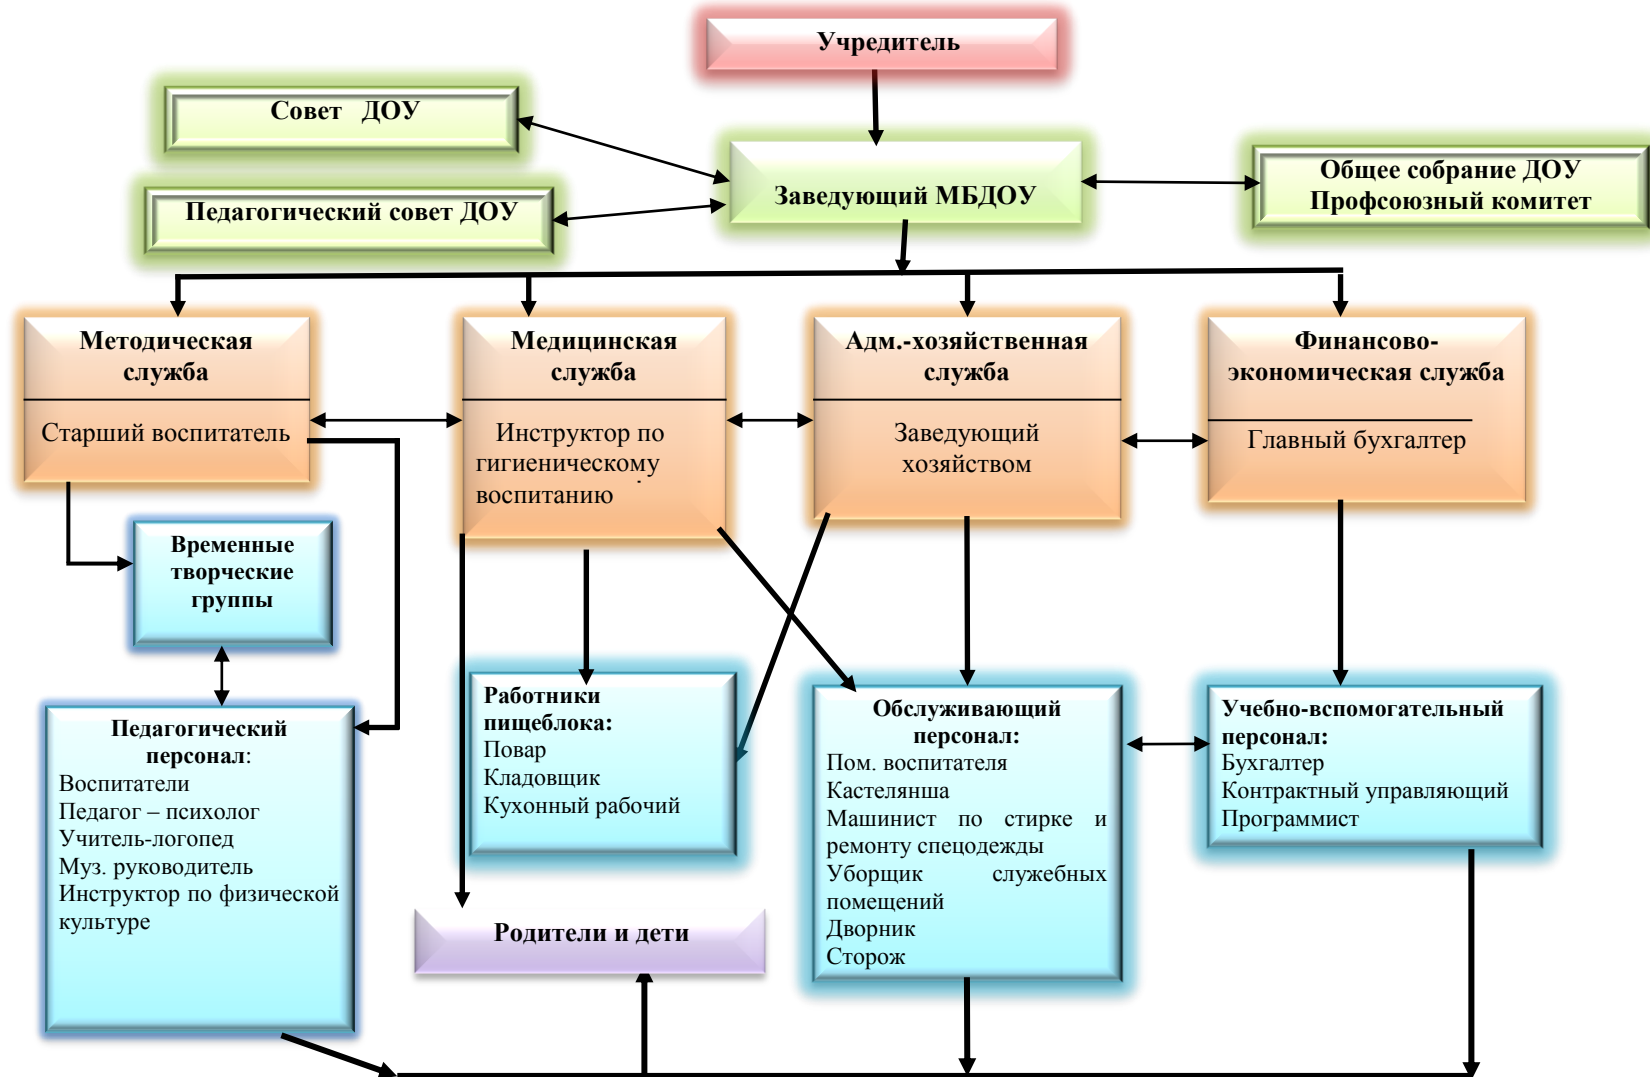 Учредитель
Совет ДОУ
Педагогический совет ДОУ
Заведующий МБДОУ
Общее собрание ДОУ
Профсоюзный комитет
Методическая
служба
Старший воспитатель
Медицинская
служба
Инструктор по
гигиеническому
воспитанию
Адм.-хозяйственная
служба
Заведующий
хозяйством
Финансово-
экономическая служба
Главный бухгалтер
Временные
творческие
группы
Педагогический
персонал:
Воспитатели
Педагог – психолог
Учитель-логопед
Муз. руководитель
Инструктор по физической
культуре
Работники
пищеблока:
Повар
Кладовщик
Кухонный рабочий
Родители и дети
Обслуживающий
персонал:
Пом. воспитателя
Кастелянша
Машинист по стирке и
ремонту спецодежды
Уборщик служебных
помещений
Дворник
Сторож
Учебно-вспомогательный
персонал:
Бухгалтер
Контрактный управляющий
Программист